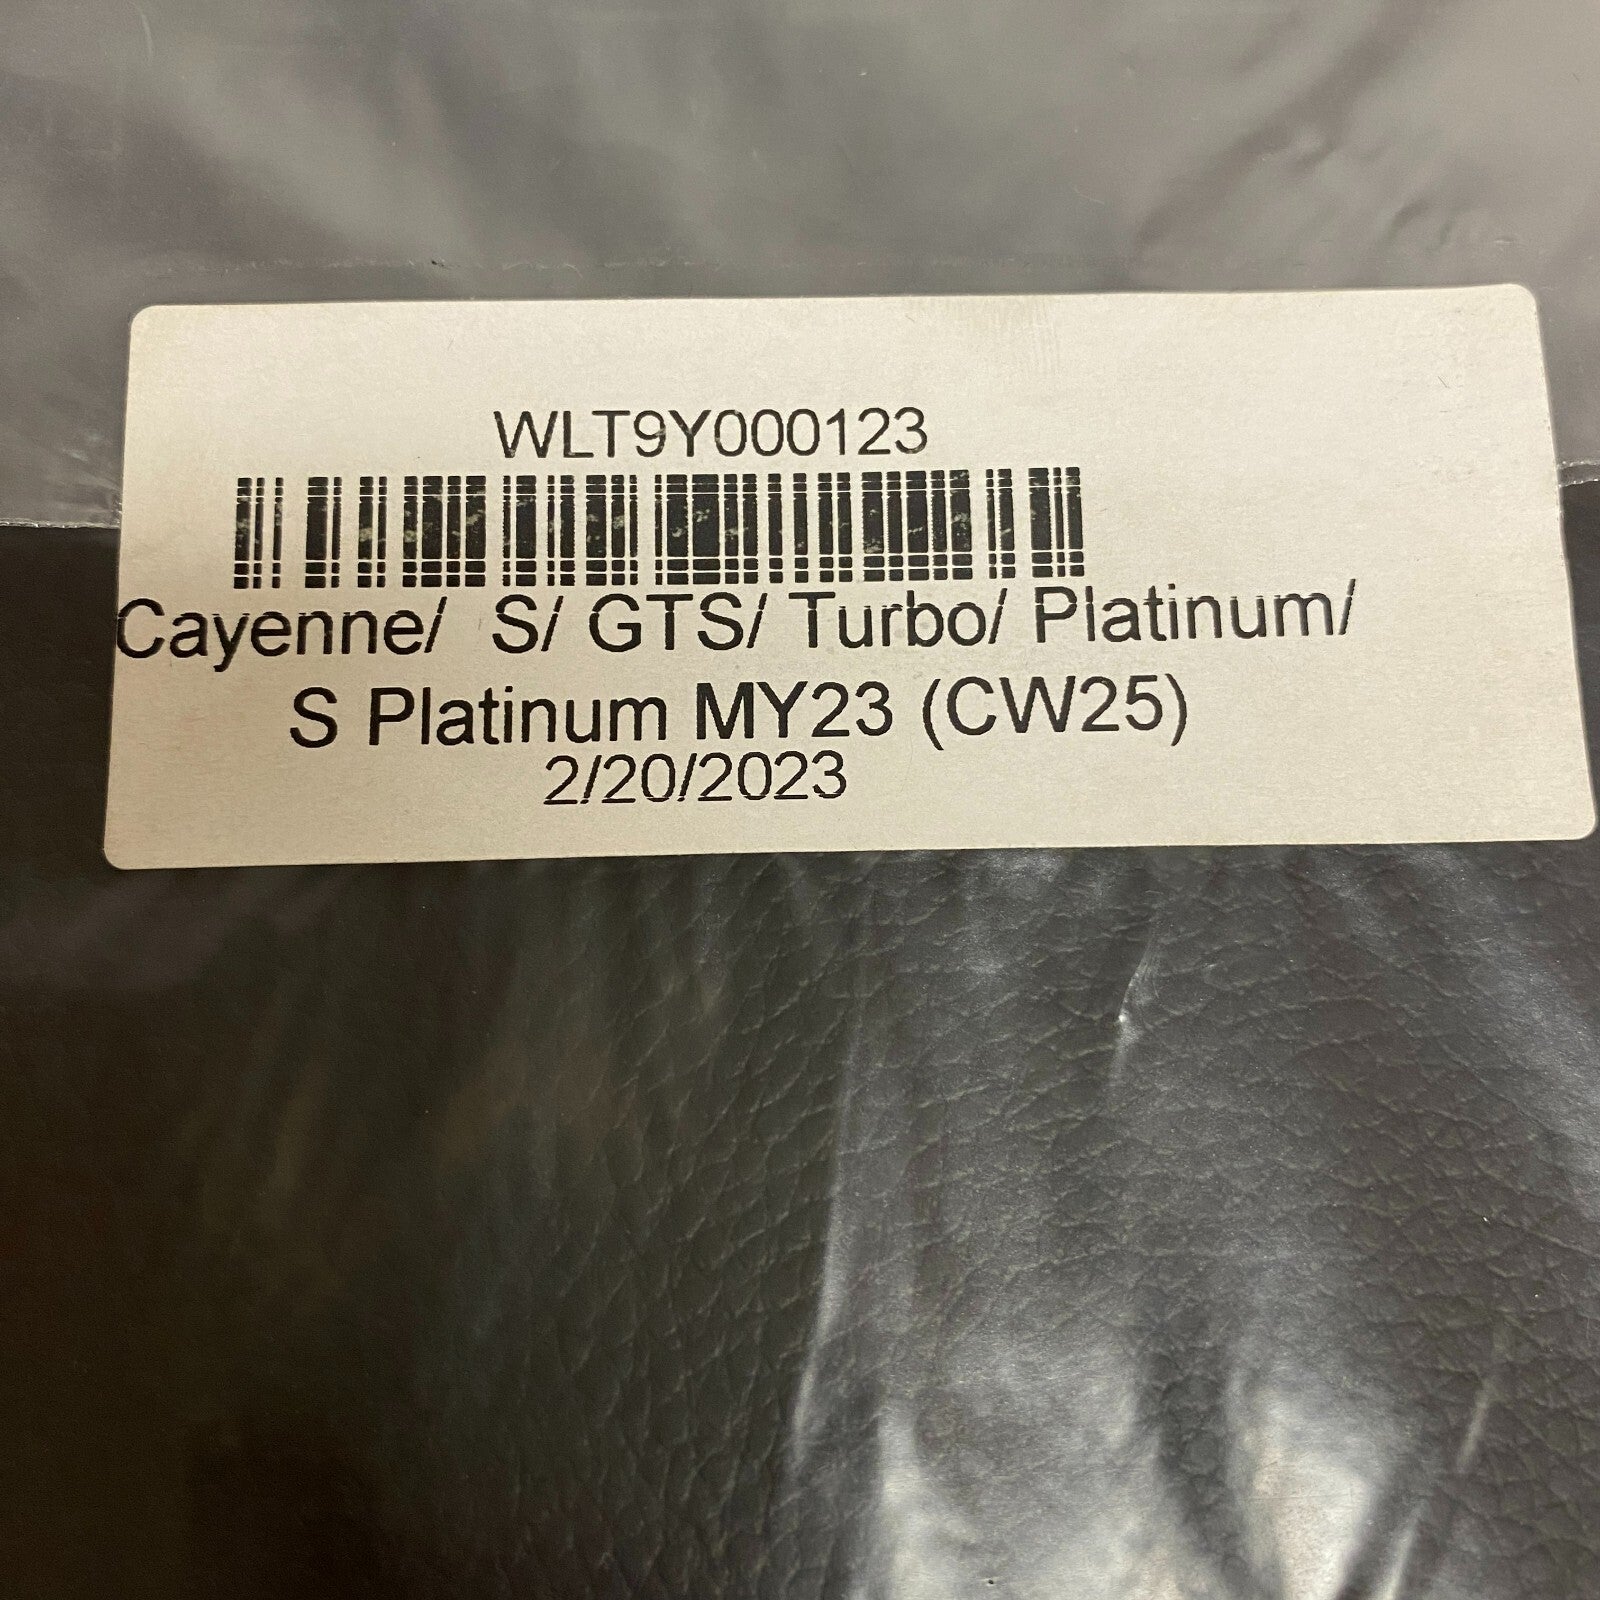 WLT9Y000123
Cayenne/ S/ GTS/ Turbo/ Platinum/
S Platinum MY23 (CW25)
2/20/2023